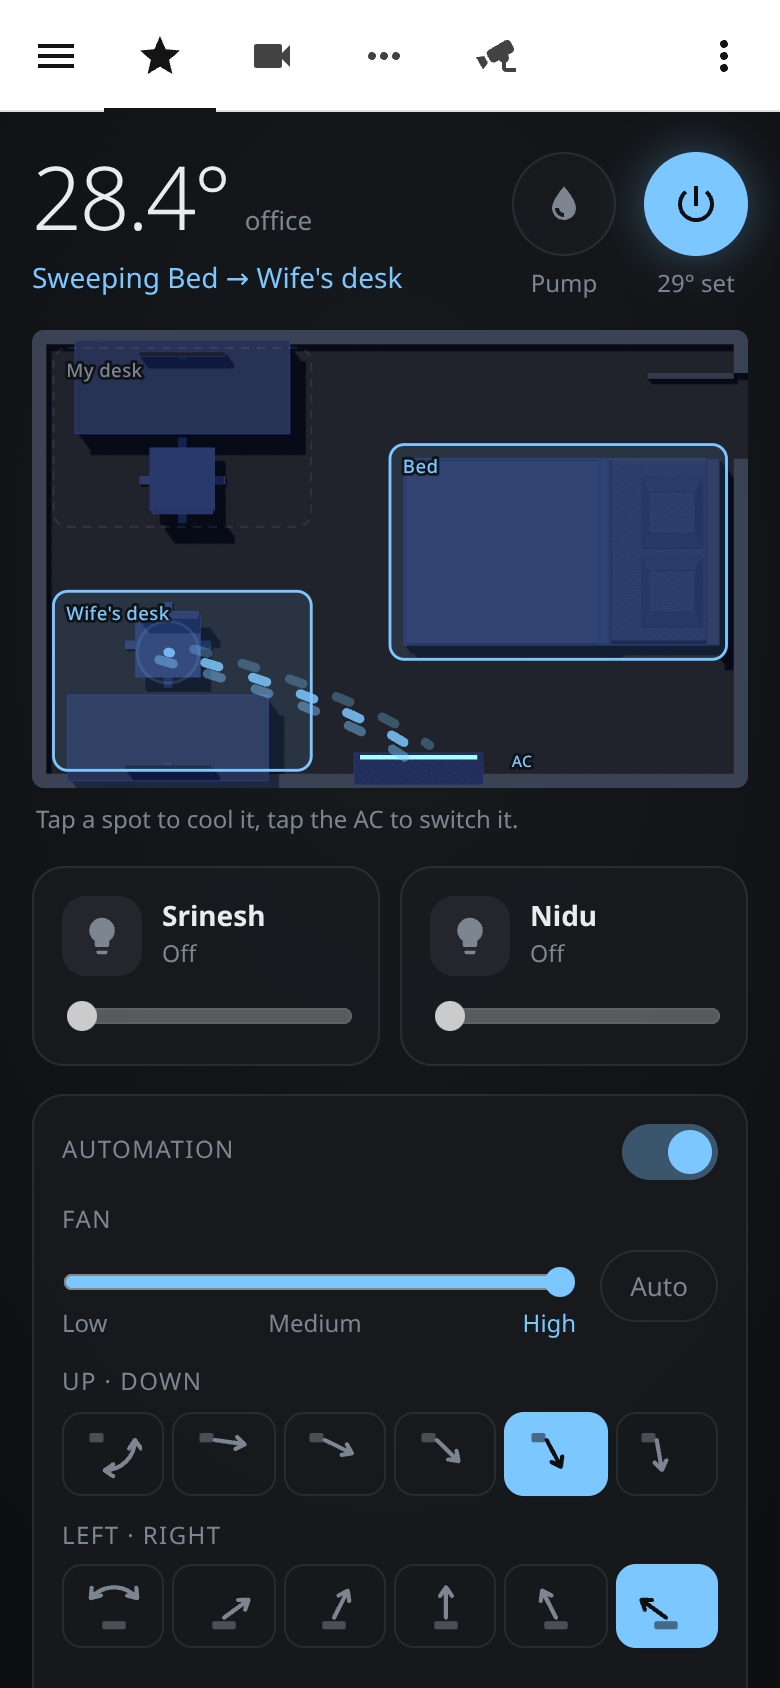 28.4° office
Sweeping Bed → Wife's desk
Pump
29° set
My desk
Bed
Wife's desk
AC
Tap a spot to cool it, tap the AC to switch it.
Srinesh
Off
Nidu
Off
AUTOMATION
FAN
Auto
Low Medium High
UP · DOWN
LEFT · RIGHT